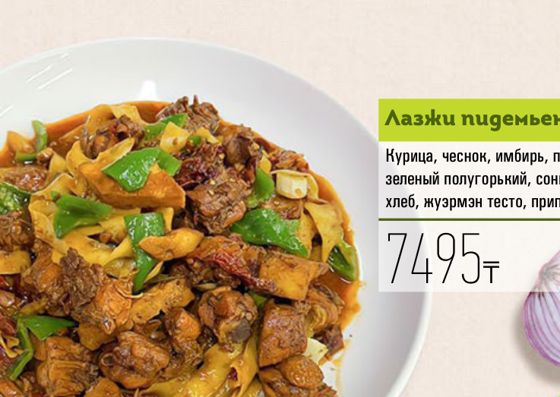 Лазжи пидемьен
Курица, чеснок, имбирь,
зеленый полугорький,
хлеб, жуэрмэн тесто,
7495₸